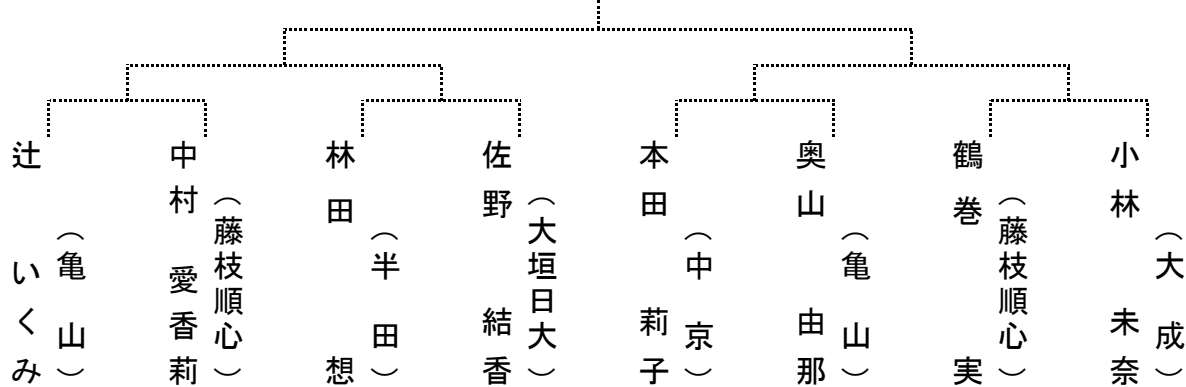 辻 いくみ
（亀山）
中村 愛香莉
（藤枝順心）
林田 想
（半田）
佐野 結香
（大垣日大）
本田 莉子
（中京）
奥山 由那
（亀山）
鶴巻 実
（藤枝順心）
小林 未奈
（大成）